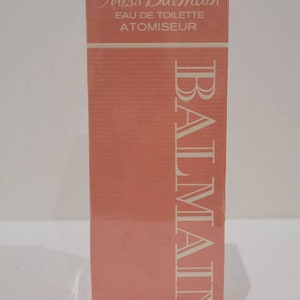 Miss Balmain
EAU DE TOILETTE
ATOMISEUR
BALMAIN